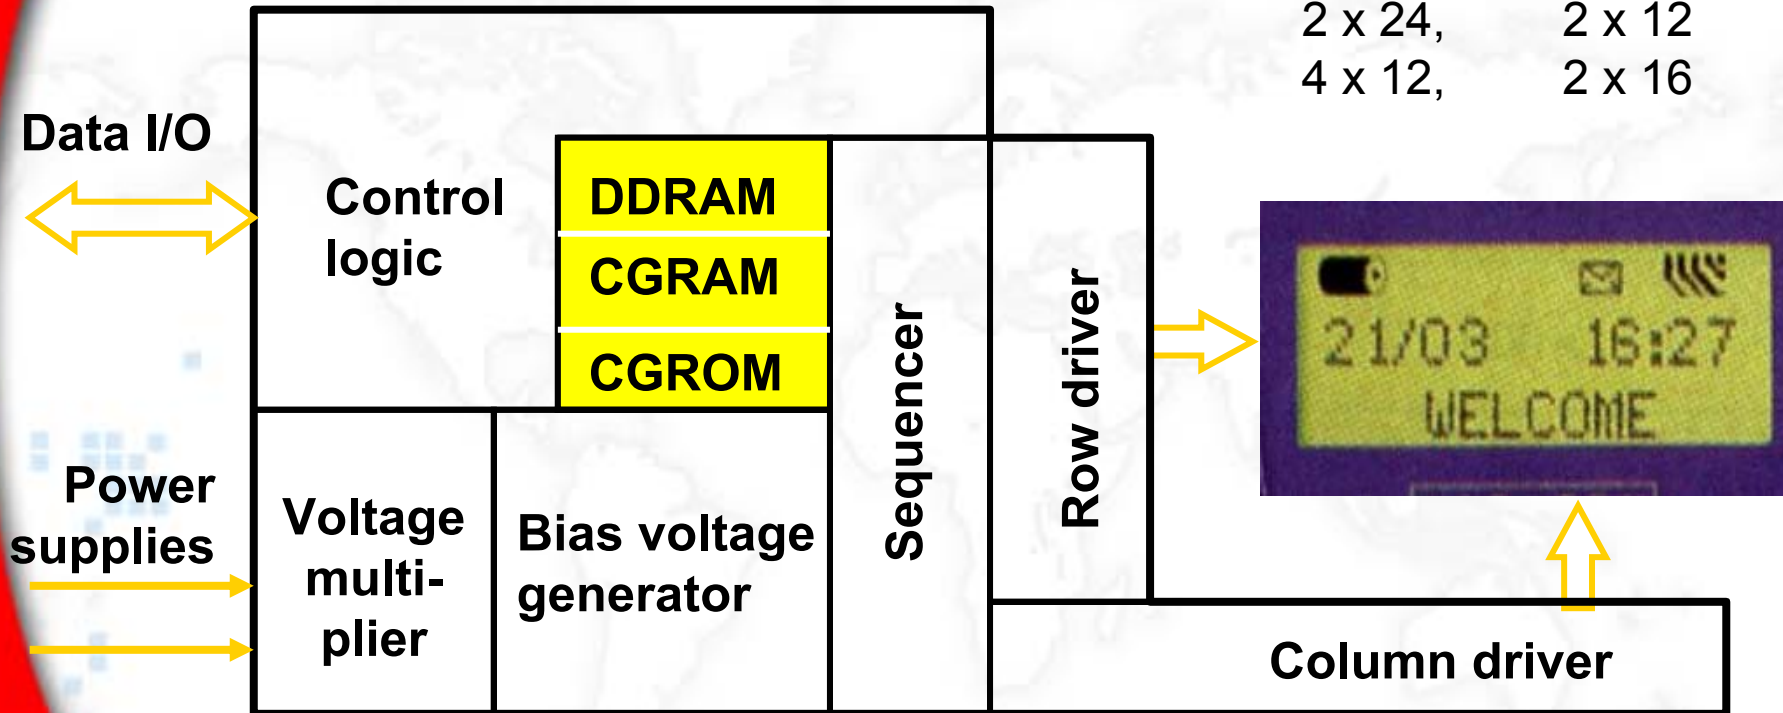 2 x 24, 2 x 12
4 x 12, 2 x 16
Data I/O
Control
logic
DDRAM
CGRAM
CGROM
Sequencer
Row driver
21/03 16:27
WELCOME
Power
supplies
Voltage
multi-
plier
Bias voltage
generator
Column driver